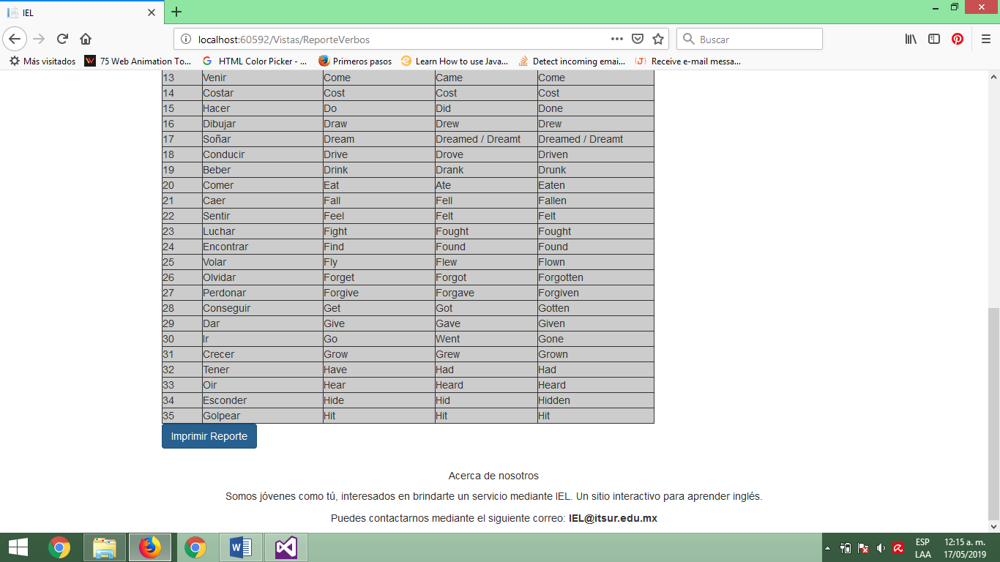 IEL
localhost:60592/Vistas/ReporteVerbos
Buscar
Más visitados 75 Web Animation To... HTML Color Picker - ... Primeros pasos Learn How to use Java... Detect incoming emai... Receive e-mail messa...
13 Venir Come Came Come
14 Costar Cost Cost Cost
15 Hacer Do Did Done
16 Dibujar Draw Drew Drew
17 Soñar Dream Dreamed / Dreamt Dreamed / Dreamt
18 Conducir Drive Drove Driven
19 Beber Drink Drank Drunk
20 Comer Eat Ate Eaten
21 Caer Fall Fell Fallen
22 Sentir Feel Felt Felt
23 Luchar Fight Fought Fought
24 Encontrar Find Found Found
25 Volar Fly Flew Flown
26 Olvidar Forget Forgot Forgotten
27 Perdonar Forgive Forgave Forgiven
28 Conseguir Get Got Gotten
29 Dar Give Gave Given
30 Ir Go Went Gone
31 Crecer Grow Grew Grown
32 Tener Have Had Had
33 Oir Hear Heard Heard
34 Esconder Hide Hid Hidden
35 Golpear Hit Hit Hit
Imprimir Reporte
Acerca de nosotros
Somos jóvenes como tú, interesados en brindarte un servicio mediante IEL. Un sitio interactivo para aprender inglés.
Puedes contactarnos mediante el siguiente correo: IEL@itsur.edu.mx
ESP 12:15 a. m.
LAA 17/05/2019